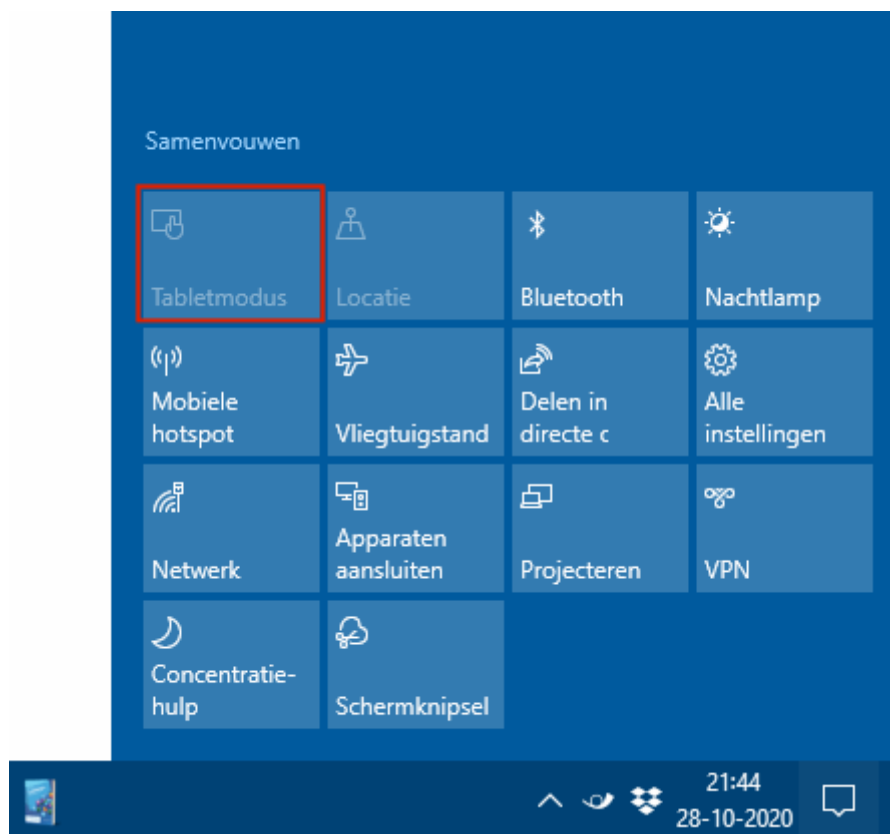 Samenvouwen
Tabletmodus
Locatie
Bluetooth
Nachtlamp
Mobiele
hotspot
Vliegtuigstand
Delen in
directe c
Alle
instellingen
Netwerk
Apparaten
aansluiten
Projecteren
VPN
Concentratie-
hulp
Schermknipsel
21:44
28-10-2020